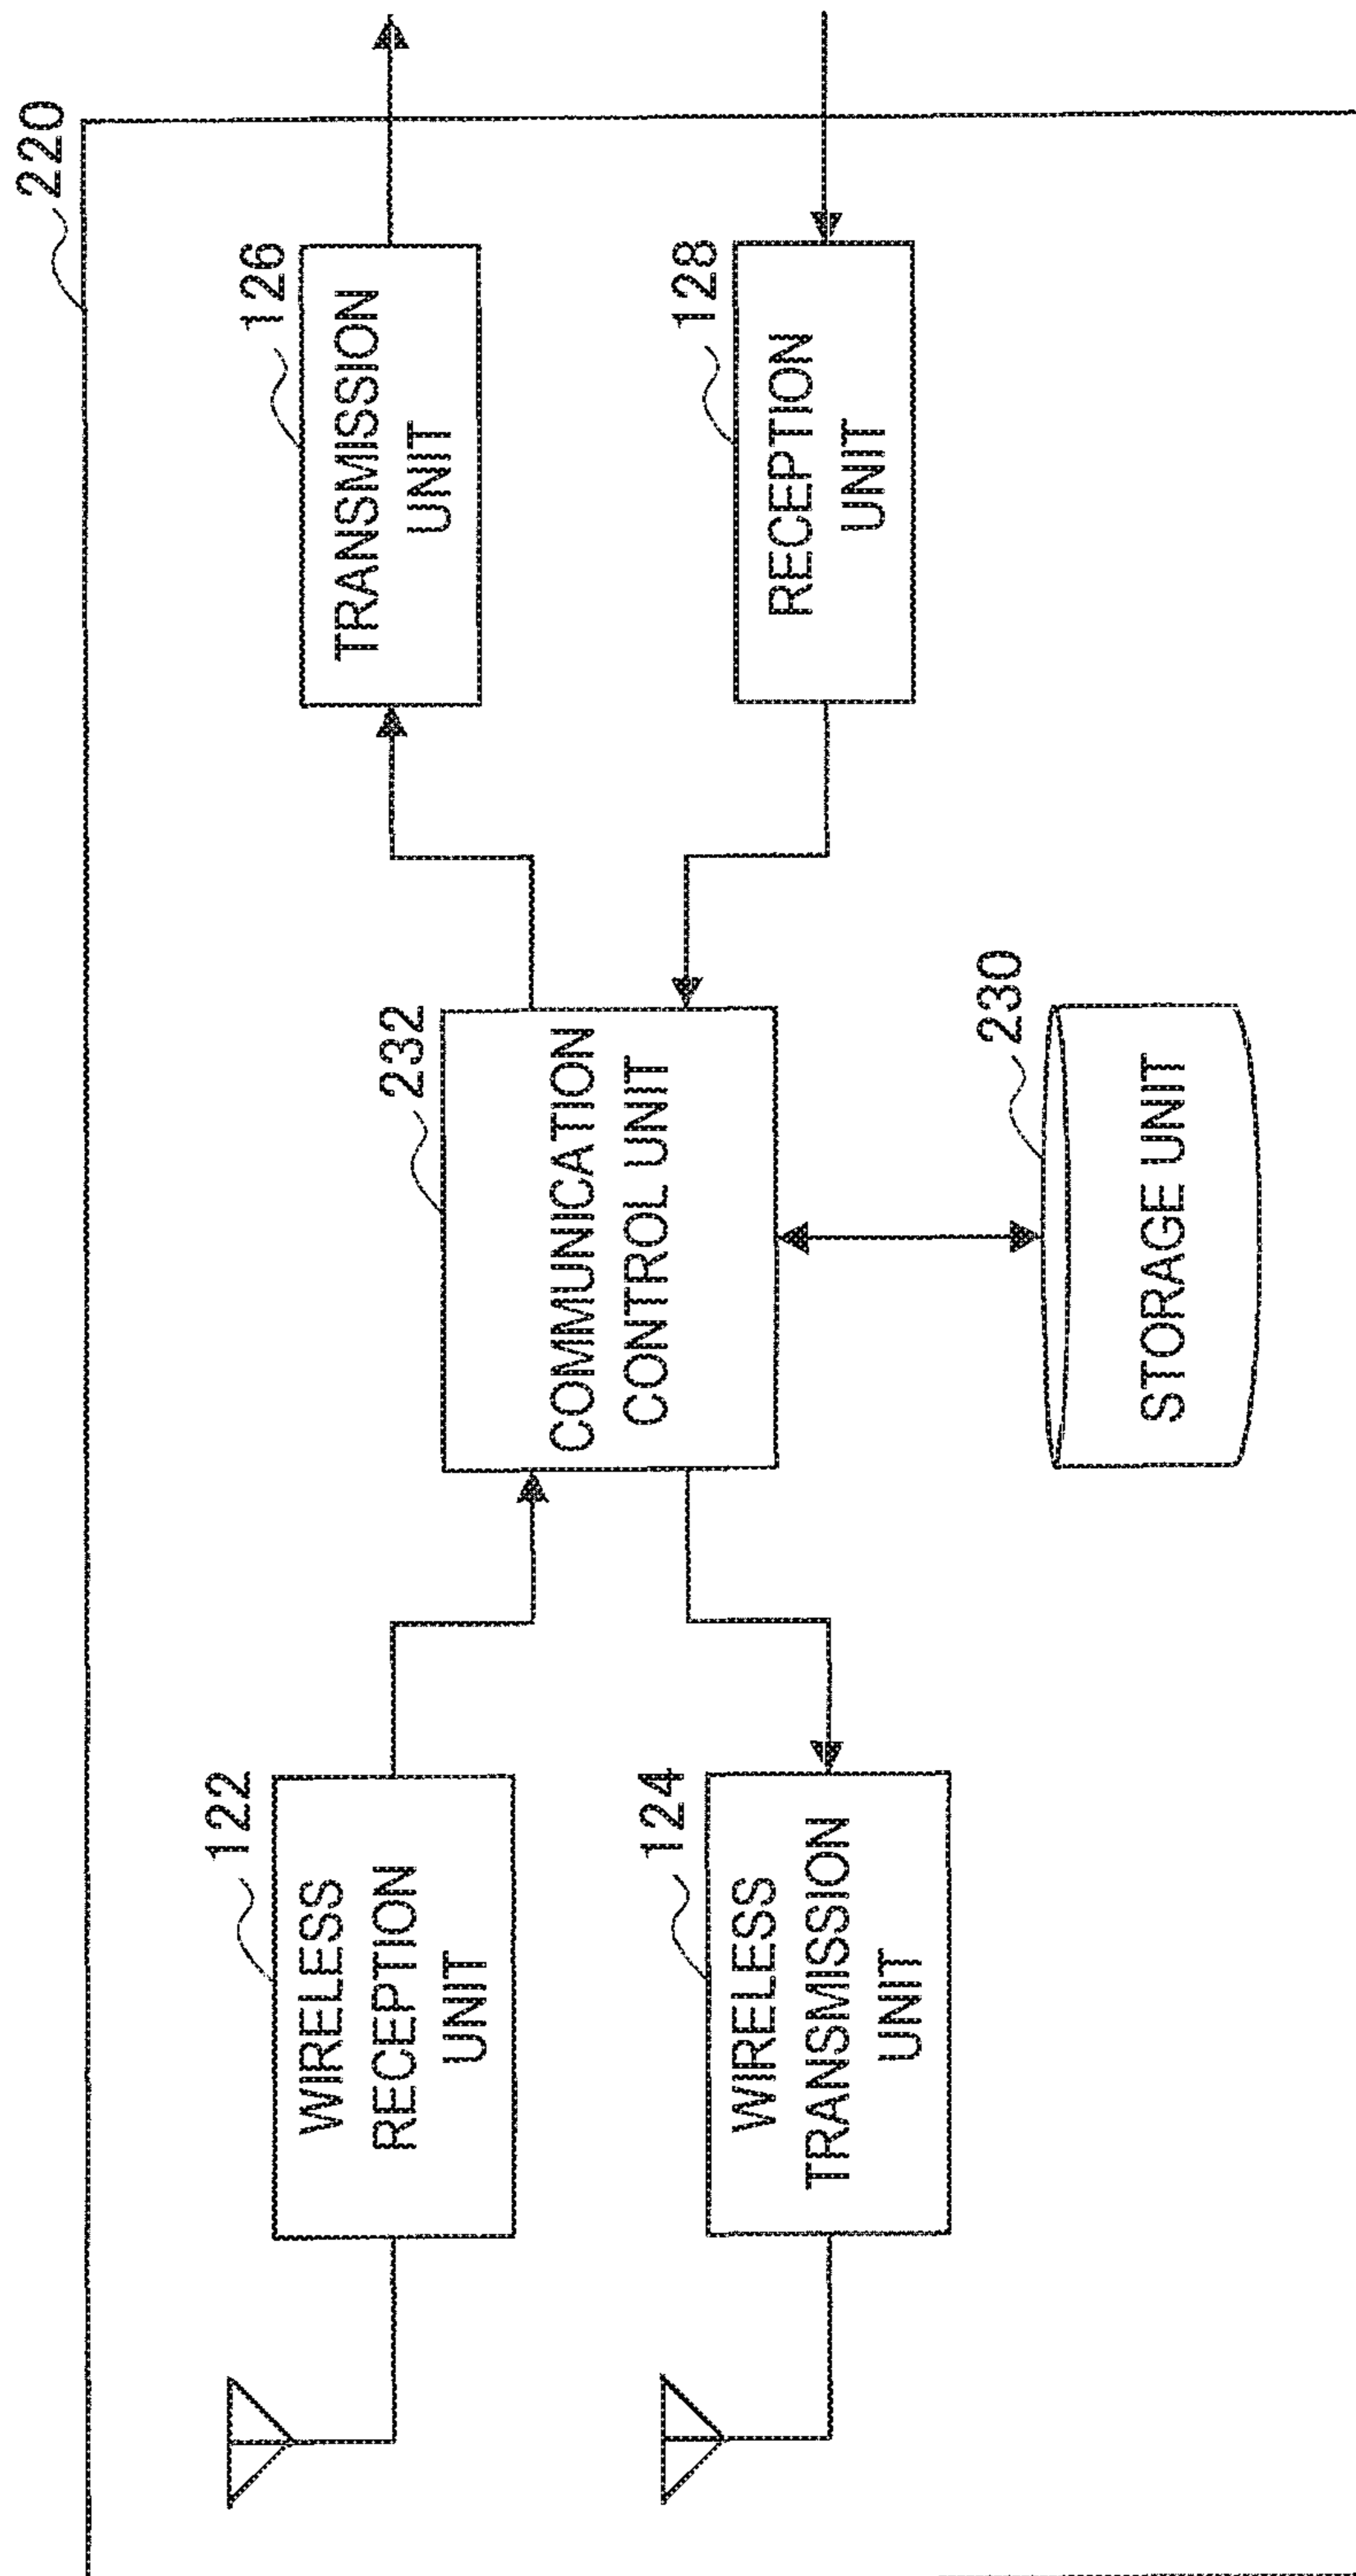 220
122
WIRELESS
RECEPTION
UNIT
232
COMMUNICATION
CONTROL UNIT
126
TRANSMISSION
UNIT
124
WIRELESS
TRANSMISSION
UNIT
128
RECEPTION
UNIT
230
STORAGE UNIT